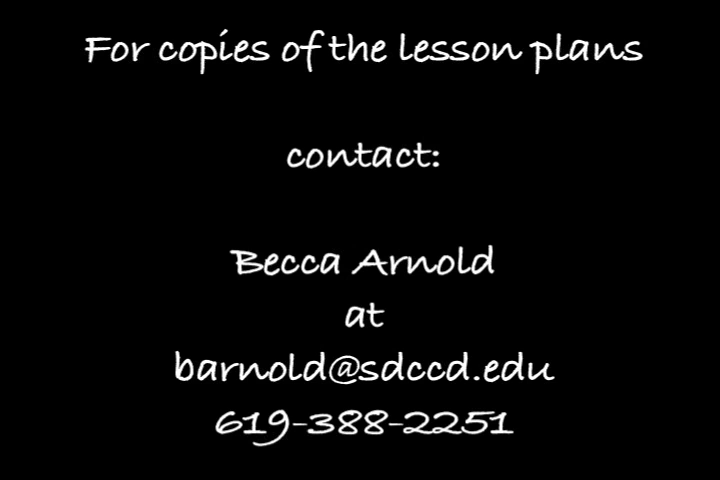 For copies of the lesson plans
contact:
Becca Arnold
at
barnold@sdccd.edu
619-388-2251